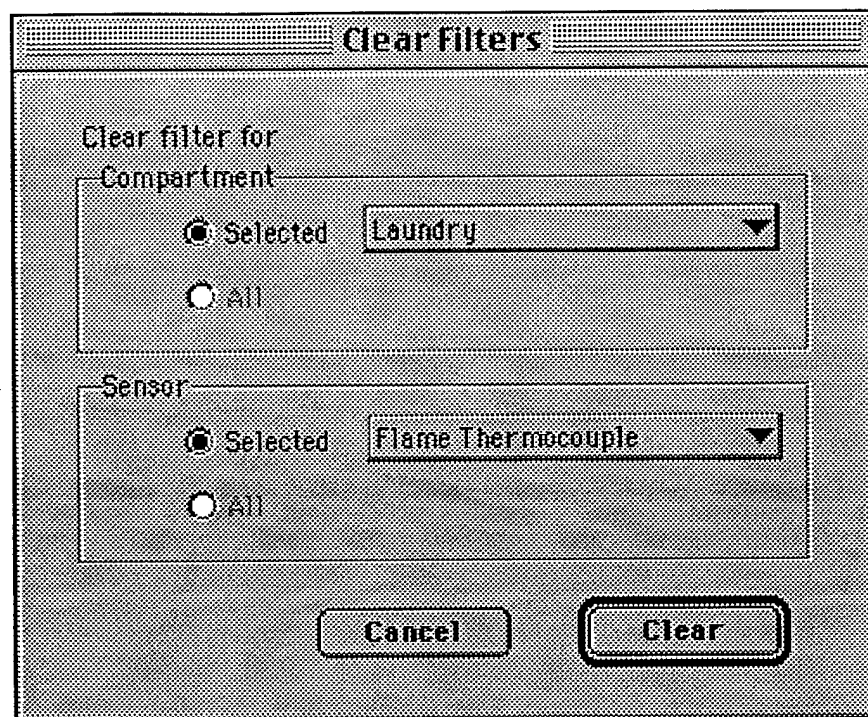 Clear Filters
Clear filter for
Compartment
Selected Laundry
All
Sensor
Selected Flame Thermocouple
All
Cancel Clear